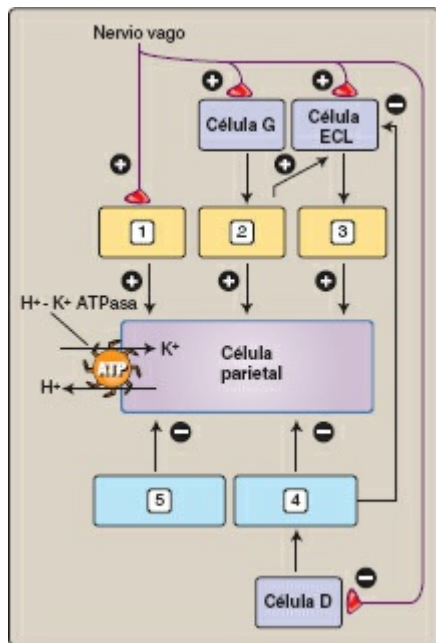 Nervio vago
Célula G
Célula
ECL
1
2
3
H+- K+ ATPasa
K+
ATP
H+
Célula
parietal
5
4
Célula D